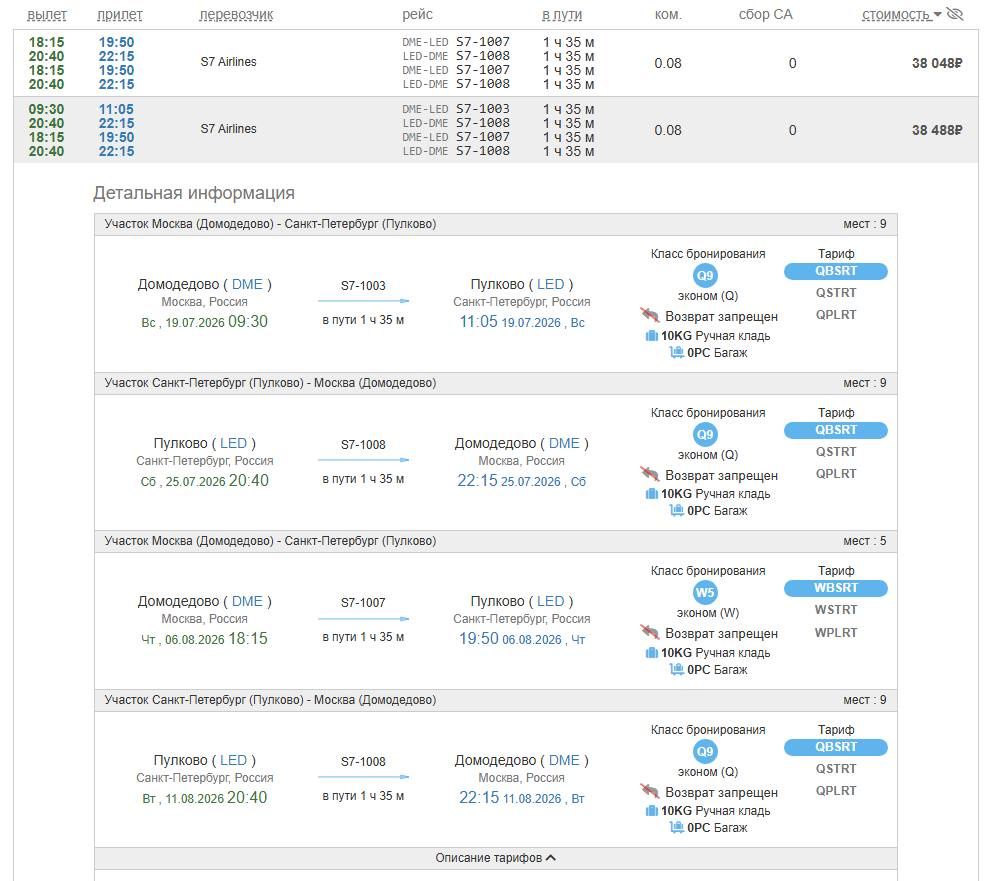 вылет прилет перевозчик рейс в пути ком. сбор СА стоимость
18:15 19:50 DME-LED S7-1007 1 ч 35 м
20:40 22:15 S7 Airlines LED-DME S7-1008 1 ч 35 м 0.08 0 38 048₽
18:15 19:50 DME-LED S7-1007 1 ч 35 м
20:40 22:15 LED-DME S7-1008 1 ч 35 м
09:30 11:05 DME-LED S7-1003 1 ч 35 м
20:40 22:15 S7 Airlines LED-DME S7-1008 1 ч 35 м 0.08 0 38 488₽
18:15 19:50 DME-LED S7-1007 1 ч 35 м
20:40 22:15 LED-DME S7-1008 1 ч 35 м
Детальная информация
Участок Москва (Домодедово) - Санкт-Петербург (Пулково) мест : 9
Класс бронирования Тариф
Q9 QBSRT
Домодедово ( DME ) S7-1003 Пулково ( LED )
эконом (Q) QSTRT
Москва, Россия Санкт-Петербург, Россия
Возврат запрещен QPLRT
Вс , 19.07.2026 09:30 в пути 1 ч 35 м 11:05 19.07.2026 , Вс
10KG Ручная кладь
0PC Багаж
Участок Санкт-Петербург (Пулково) - Москва (Домодедово) мест : 9
Класс бронирования Тариф
Q9 QBSRT
Пулково ( LED ) S7-1008 Домодедово ( DME )
эконом (Q) QSTRT
Санкт-Петербург, Россия Москва, Россия
Возврат запрещен QPLRT
Сб , 25.07.2026 20:40 в пути 1 ч 35 м 22:15 25.07.2026 , Сб
10KG Ручная кладь
0PC Багаж
Участок Москва (Домодедово) - Санкт-Петербург (Пулково) мест : 5
Класс бронирования Тариф
W5 WBSRT
Домодедово ( DME ) S7-1007 Пулково ( LED )
эконом (W) WSTRT
Москва, Россия Санкт-Петербург, Россия
Возврат запрещен WPLRT
Чт , 06.08.2026 18:15 в пути 1 ч 35 м 19:50 06.08.2026 , Чт
10KG Ручная кладь
0PC Багаж
Участок Санкт-Петербург (Пулково) - Москва (Домодедово) мест : 9
Класс бронирования Тариф
Q9 QBSRT
Пулково ( LED ) S7-1008 Домодедово ( DME )
эконом (Q) QSTRT
Санкт-Петербург, Россия Москва, Россия
Возврат запрещен QPLRT
Вт , 11.08.2026 20:40 в пути 1 ч 35 м 22:15 11.08.2026 , Вт
10KG Ручная кладь
0PC Багаж
Описание тарифов